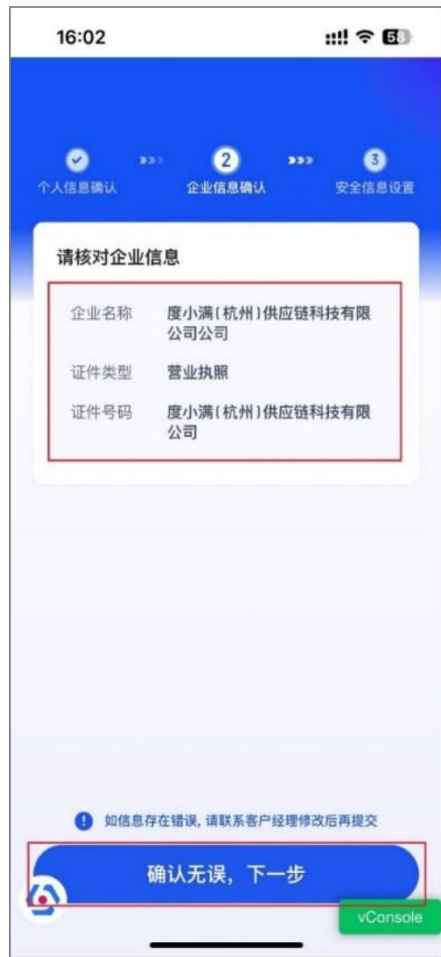 16:02
58
2
3
个人信息确认
企业信息确认
安全信息设置
请核对企业信息
企业名称
度小满(杭州)供应链科技有限
公司公司
证件类型
营业执照
证件号码
度小满(杭州)供应链科技有限
公司
如信息存在错误, 请联系客户经理修改后再提交
确认无误，下一步
vConsole